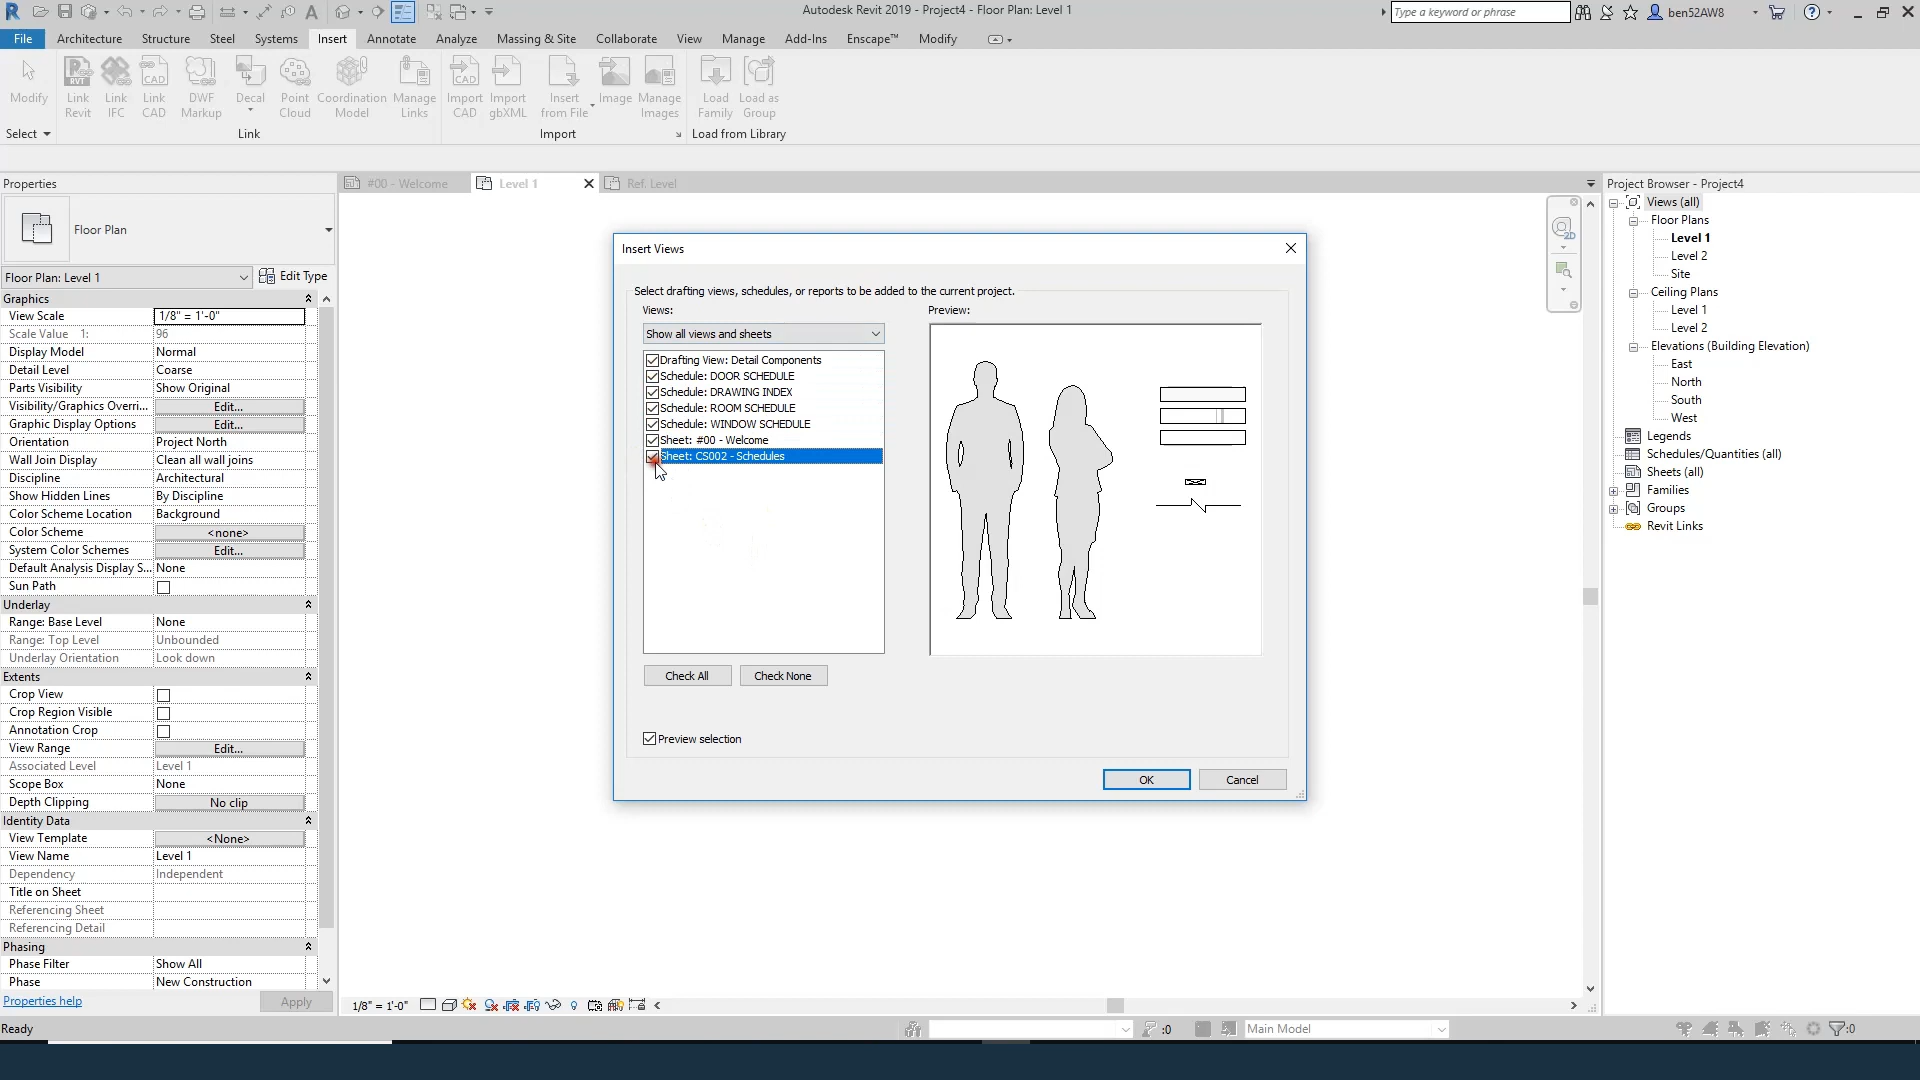 Autodesk Revit 2019 - Project4 - Floor Plan: Level 1
Type a keyword or phrase
ben52AW8
File Architecture Structure Steel Systems Insert Annotate Analyze Massing & Site Collaborate View Manage Add-Ins Enscape™ Modify
Modify
Link Revit
Link IFC
Link CAD
DWF Markup
Decal
Point Cloud
Coordination Model
Manage Links
Import CAD
Import gbXML
Insert from File
Image
Manage Images
Load Family
Load as Group
Select
Link
Import
Load from Library
Properties
Floor Plan
Floor Plan: Level 1
Edit Type
Graphics
View Scale 1/8" = 1'-0"
Scale Value 1: 96
Display Model Normal
Detail Level Coarse
Parts Visibility Show Original
Visibility/Graphics Overri... Edit...
Graphic Display Options Edit...
Orientation Project North
Wall Join Display Clean all wall joins
Discipline Architectural
Show Hidden Lines By Discipline
Color Scheme Location Background
Color Scheme <none>
System Color Schemes Edit...
Default Analysis Display S... None
Sun Path
Underlay
Range: Base Level None
Range: Top Level Unbounded
Underlay Orientation Look down
Extents
Crop View
Crop Region Visible
Annotation Crop
View Range Edit...
Associated Level Level 1
Scope Box None
Depth Clipping No clip
Identity Data
View Template <None>
View Name Level 1
Dependency Independent
Title on Sheet
Referencing Sheet
Referencing Detail
Phasing
Phase Filter Show All
Phase New Construction
Properties help
Apply
#00 - Welcome
Level 1
Ref. Level
Insert Views
Select drafting views, schedules, or reports to be added to the current project.
Views:
Preview:
Show all views and sheets
Drafting View: Detail Components
Schedule: DOOR SCHEDULE
Schedule: DRAWING INDEX
Schedule: ROOM SCHEDULE
Schedule: WINDOW SCHEDULE
Sheet: #00 - Welcome
Sheet: CS002 - Schedules
Check All
Check None
Preview selection
OK
Cancel
2D
Project Browser - Project4
Views (all)
Floor Plans
Level 1
Level 2
Site
Ceiling Plans
Level 1
Level 2
Elevations (Building Elevation)
East
North
South
West
Legends
Schedules/Quantities (all)
Sheets (all)
Families
Groups
Revit Links
1/8" = 1'-0"
Ready
:0
Main Model
:0